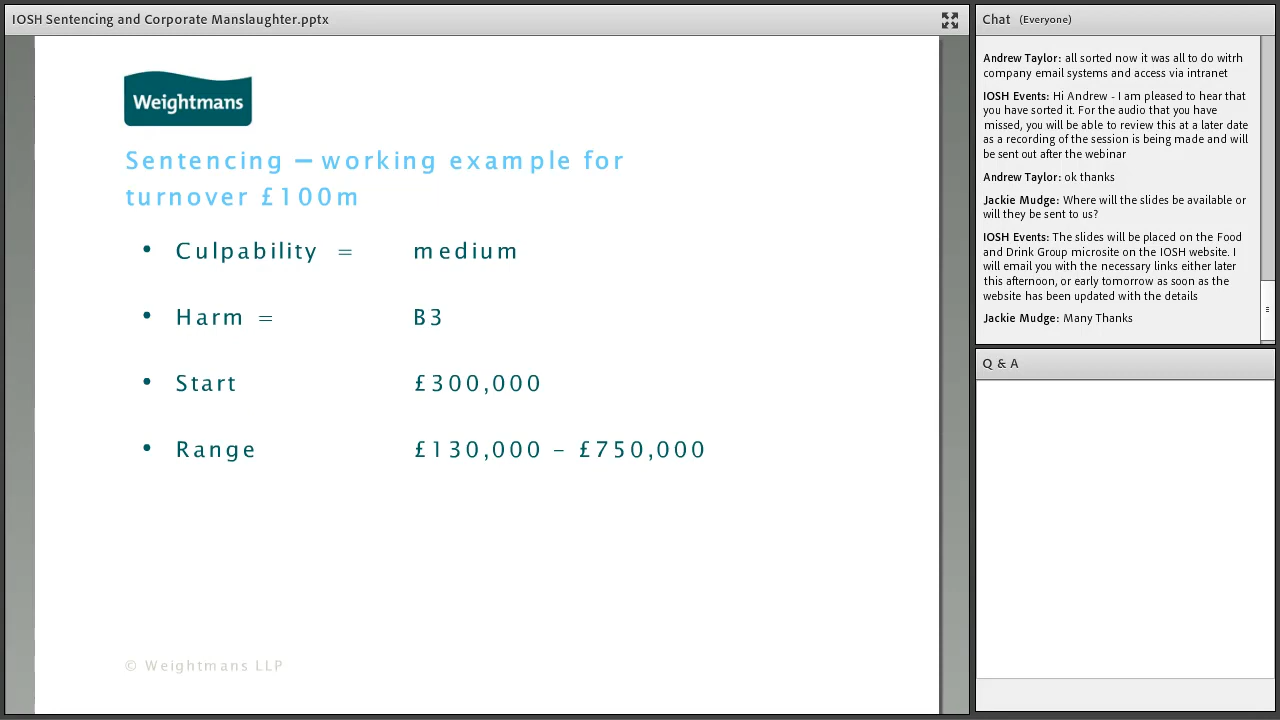 IOSH Sentencing and Corporate Manslaughter.pptx
Weightmans
Sentencing – working example for
turnover £100m
• Culpability = medium
• Harm = B3
• Start £300,000
• Range £130,000 – £750,000
© Weightmans LLP
Chat (Everyone)
Andrew Taylor: all sorted now it was all to do witrh
company email systems and access via intranet
IOSH Events: Hi Andrew - I am pleased to hear that
you have sorted it. For the audio that you have
missed, you will be able to review this at a later date
as a recording of the session is being made and will
be sent out after the webinar
Andrew Taylor: ok thanks
Jackie Mudge: Where will the slides be available or
will they be sent to us?
IOSH Events: The slides will be placed on the Food
and Drink Group microsite on the IOSH website. I
will email you with the necessary links either later
this afternoon, or early tomorrow as soon as the
website has been updated with the details
Jackie Mudge: Many Thanks
Q & A